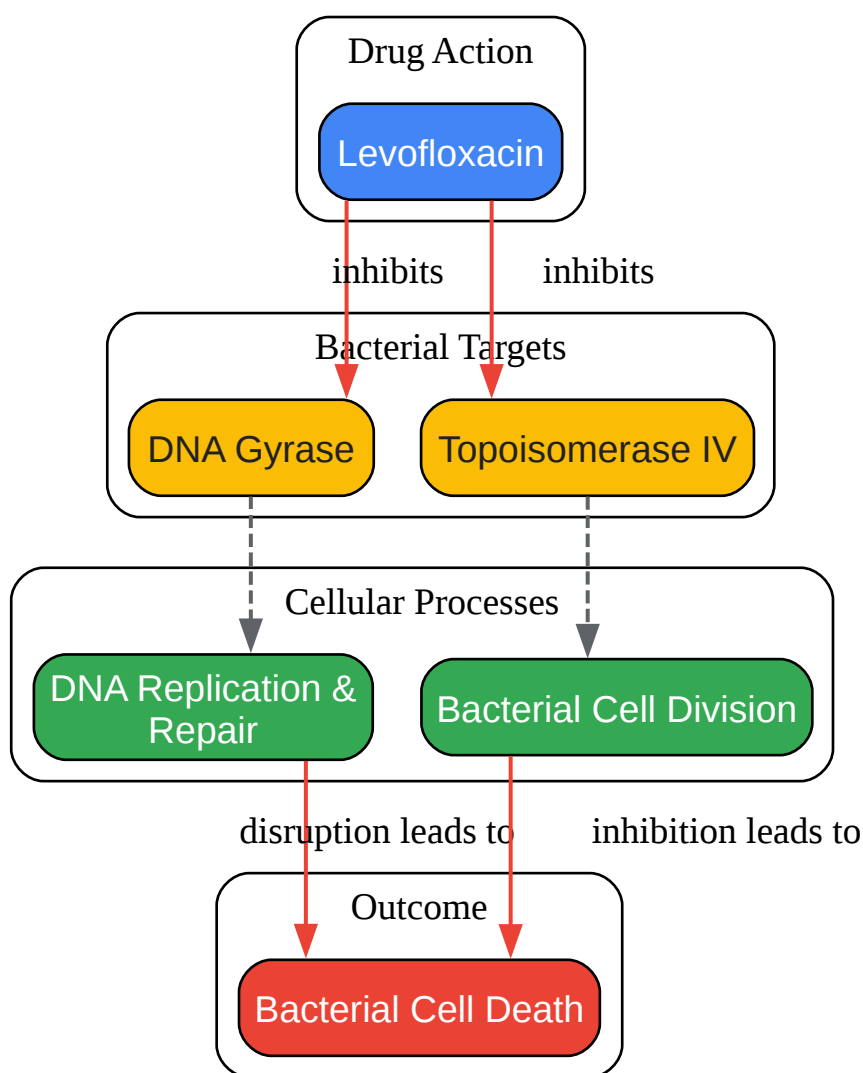 Drug Action
Levofloxacin
inhibits
inhibits
Bacterial Targets
DNA Gyrase
Topoisomerase IV
Cellular Processes
DNA Replication &
Repair
Bacterial Cell Division
disruption leads to
inhibition leads to
Outcome
Bacterial Cell Death